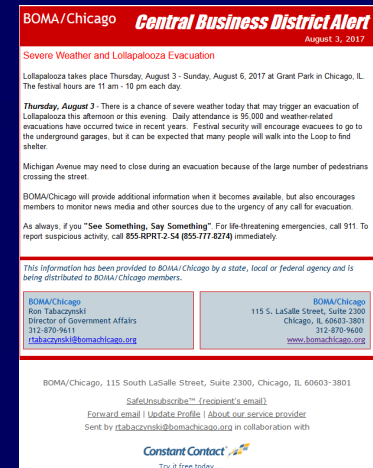 BOMA/Chicago Central Business District Alert
August 3, 2017
Severe Weather and Lollapalooza Evacuation
Lollapalooza takes place Thursday, August 3 - Sunday, August 6, 2017 at Grant Park in Chicago, IL.
The festival hours are 11 am - 10 pm each day.
Thursday, August 3 - There is a chance of severe weather today that may trigger an evacuation of
Lollapalooza this afternoon or this evening. Daily attendance is 95,000 and weather-related
evacuations have occurred twice in recent years. Festival security will encourage evacuees to go to
the underground garages, but it can be expected that many people will walk into the Loop to find
shelter.
Michigan Avenue may need to close during an evacuation because of the large number of pedestrians
crossing the street.
BOMA/Chicago will provide additional information when it becomes available, but also encourages
members to monitor news media and other sources due to the urgency of any call for evacuation.
As always, if you "See Something, Say Something". For life-threatening emergencies, call 911. To
report suspicious activity, call 855-RPRT-2-S4 (855-777-8274) immediately.
This information has been provided to BOMA/Chicago by a state, local or federal agency and is
being distributed to BOMA/Chicago members.
BOMA/Chicago
Ron Tabaczynski
Director of Government Affairs
312-870-9611
rtabaczynski@bomachicago.org
BOMA/Chicago
115 S. LaSalle Street, Suite 2300
Chicago, IL 60603-3801
312-870-9600
www.bomachicago.org
BOMA/Chicago, 115 South LaSalle Street, Suite 2300, Chicago, IL 60603-3801
SafeUnsubscribe™ {recipient's email}
Forward email | Update Profile | About our service provider
Sent by rtabaczynski@bomachicago.org in collaboration with
Constant Contact
Try it free today